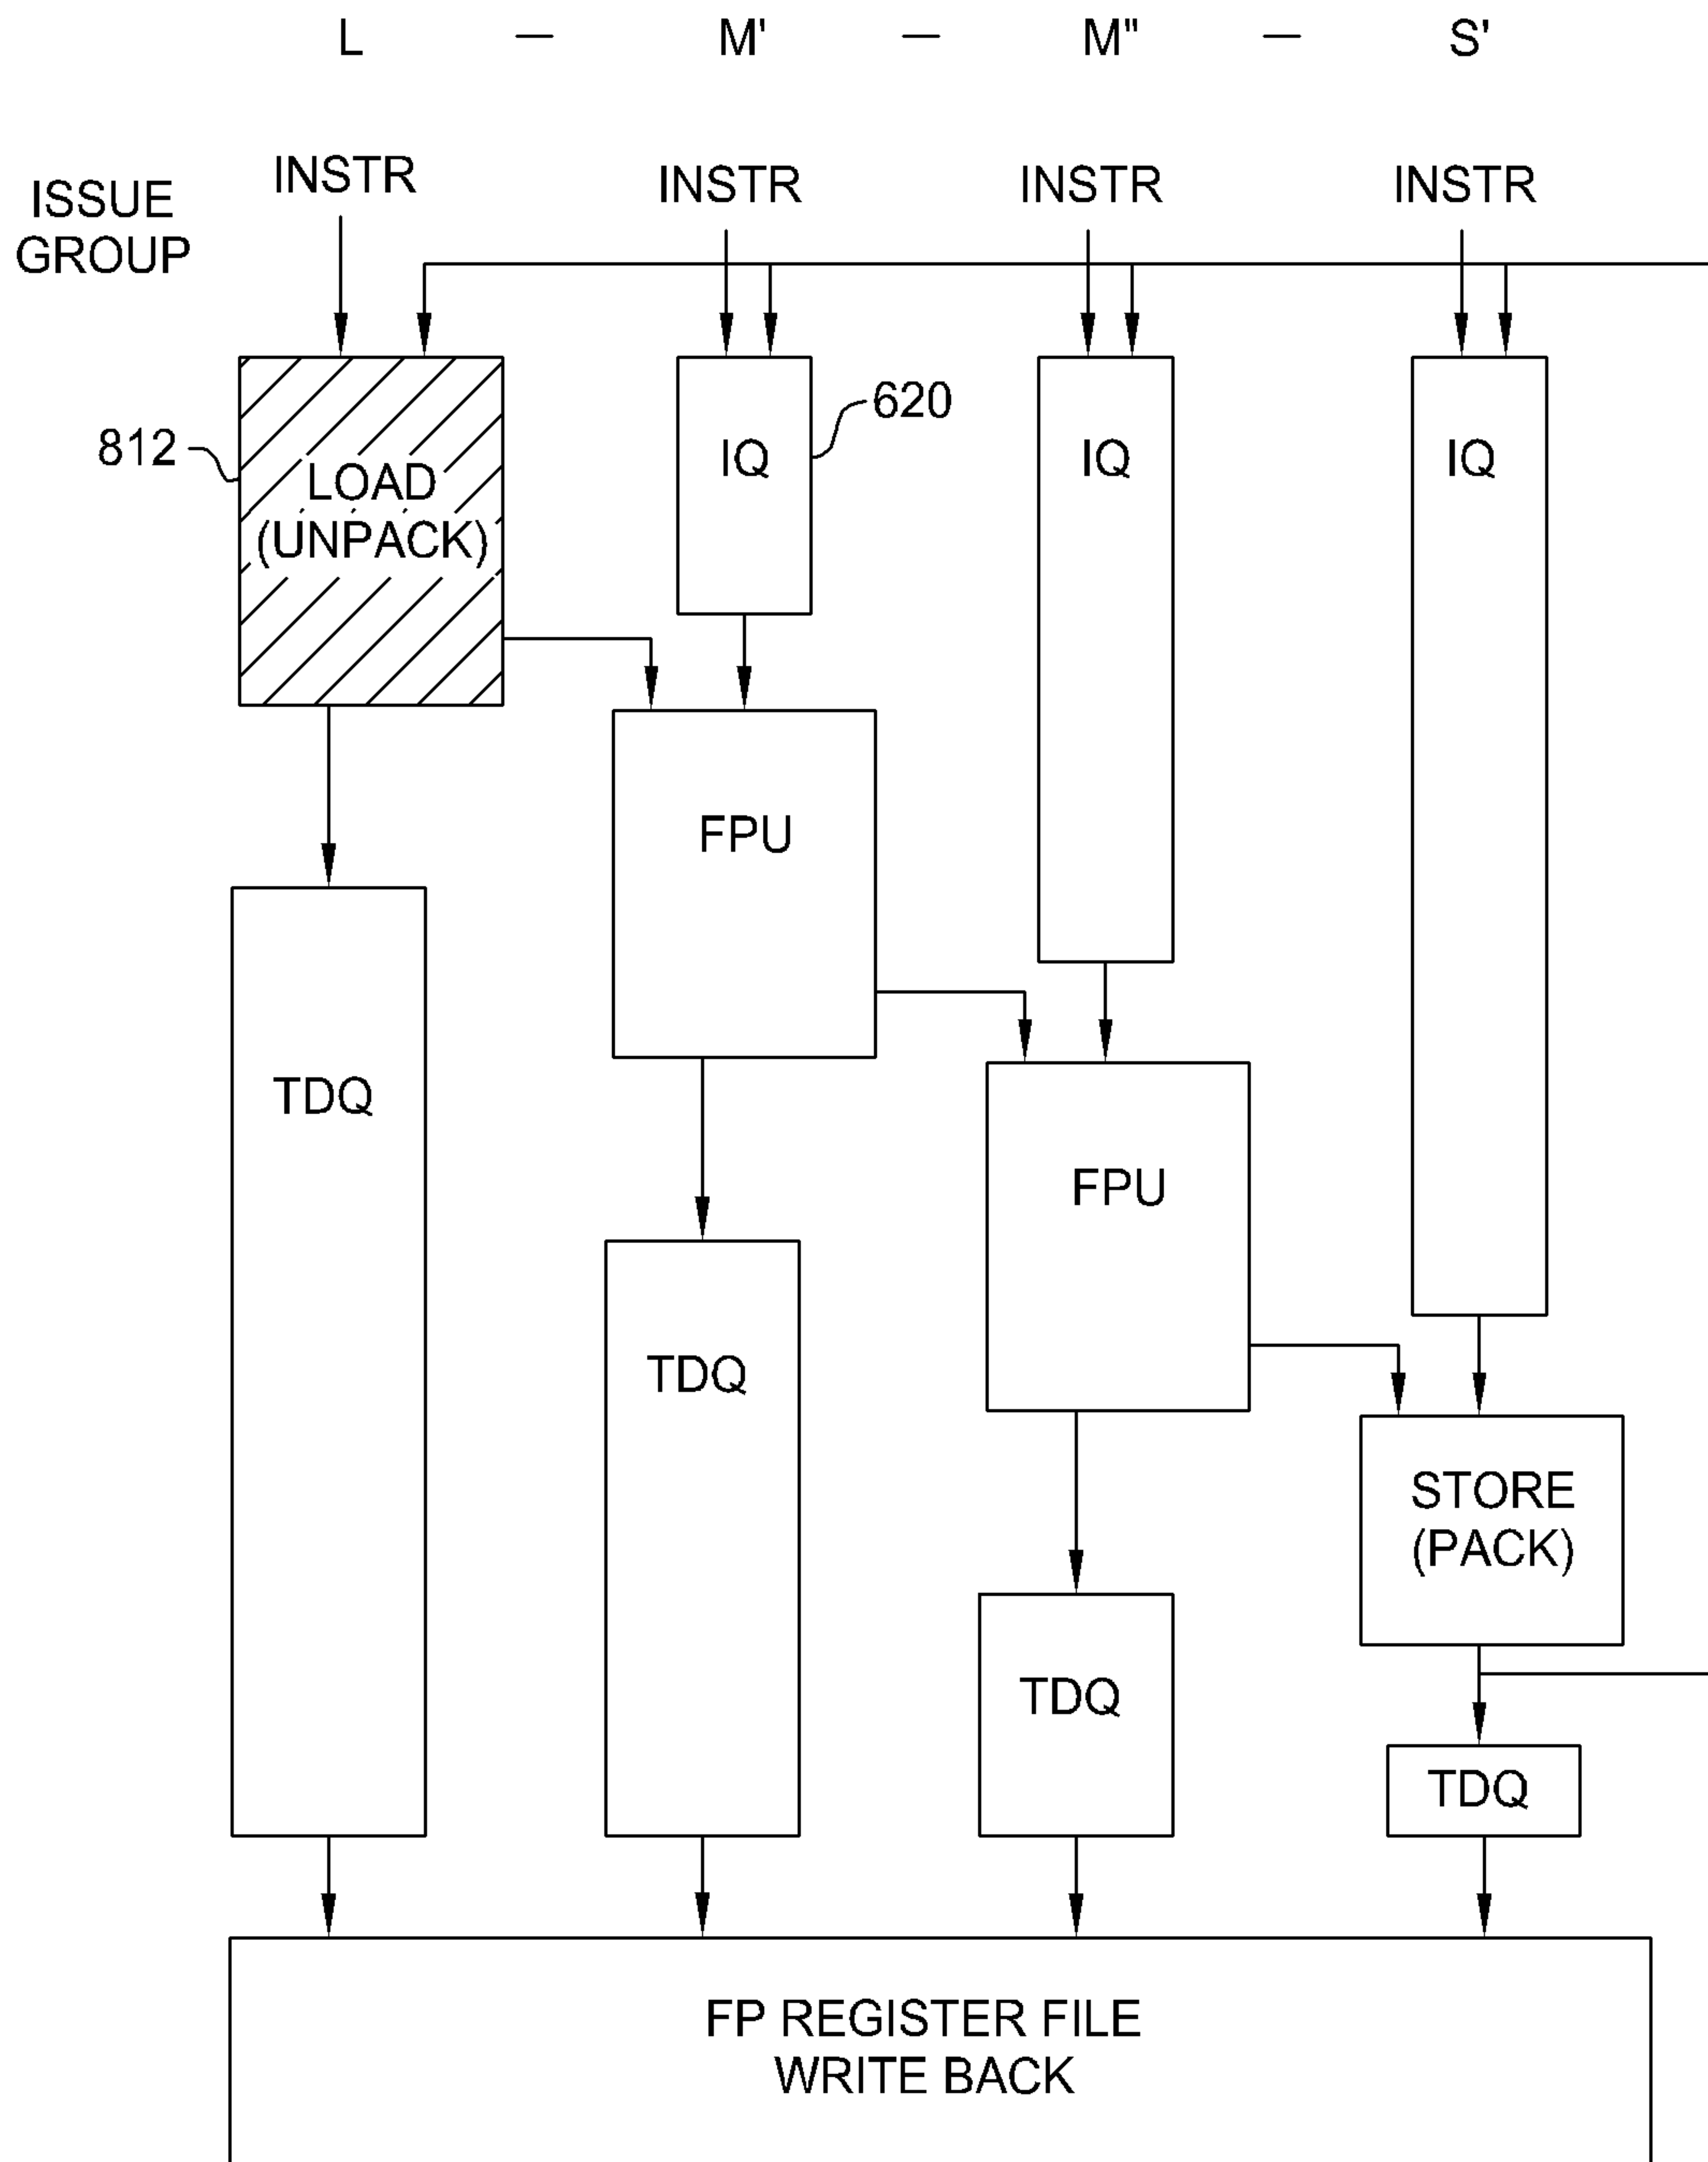 L — M' — M" — S'
ISSUE
GROUP
INSTR
INSTR
INSTR
INSTR
812
LOAD
(UNPACK)
IQ
620
IQ
IQ
FPU
TDQ
FPU
TDQ
STORE
(PACK)
TDQ
TDQ
FP REGISTER FILE
WRITE BACK